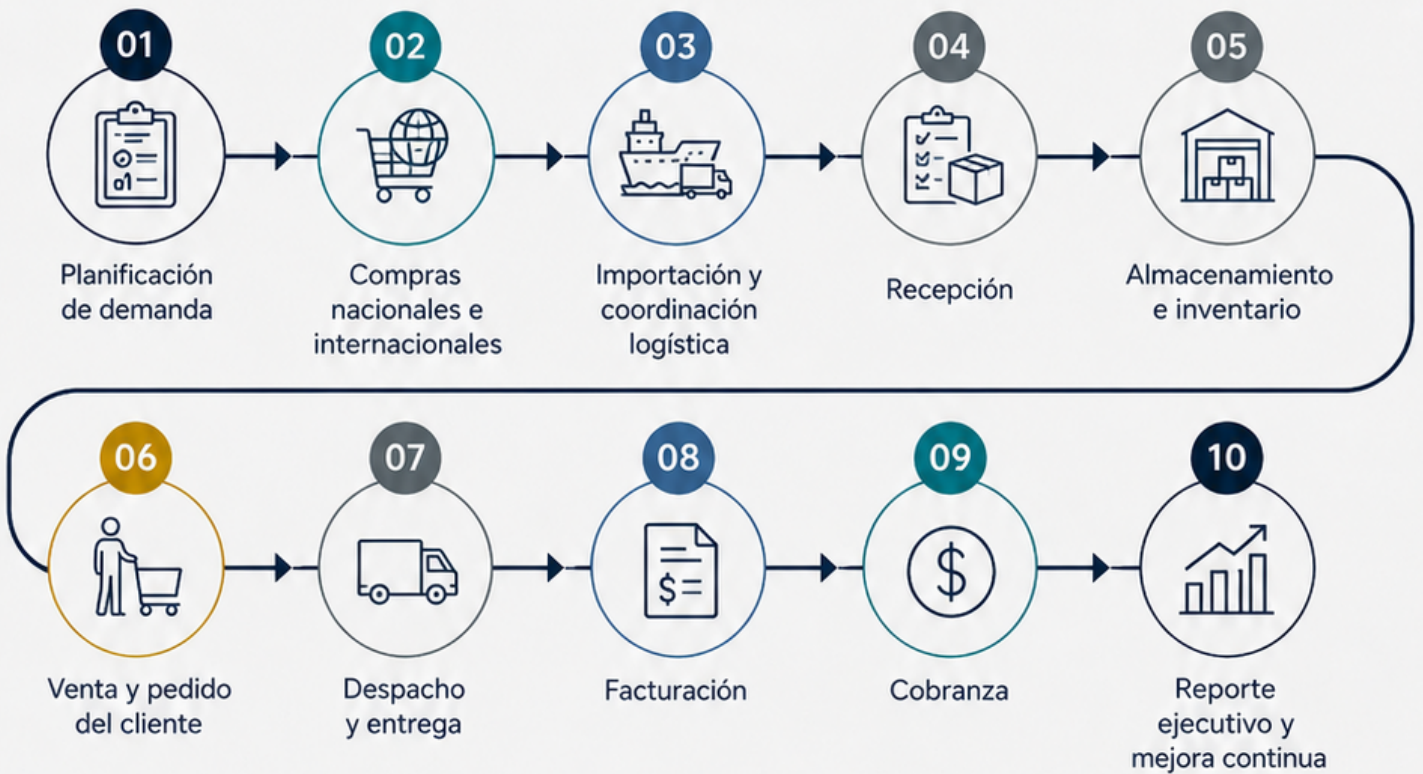 01
02
03
04
05
Planificación
de demanda
Compras
nacionales e
internacionales
Importación y
coordinación
logística
Recepción
Almacenamiento
e inventario
06
07
08
09
10
$
$
Venta y pedido
del cliente
Despacho
y entrega
Facturación
Cobranza
Reporte
ejecutivo y
mejora continua